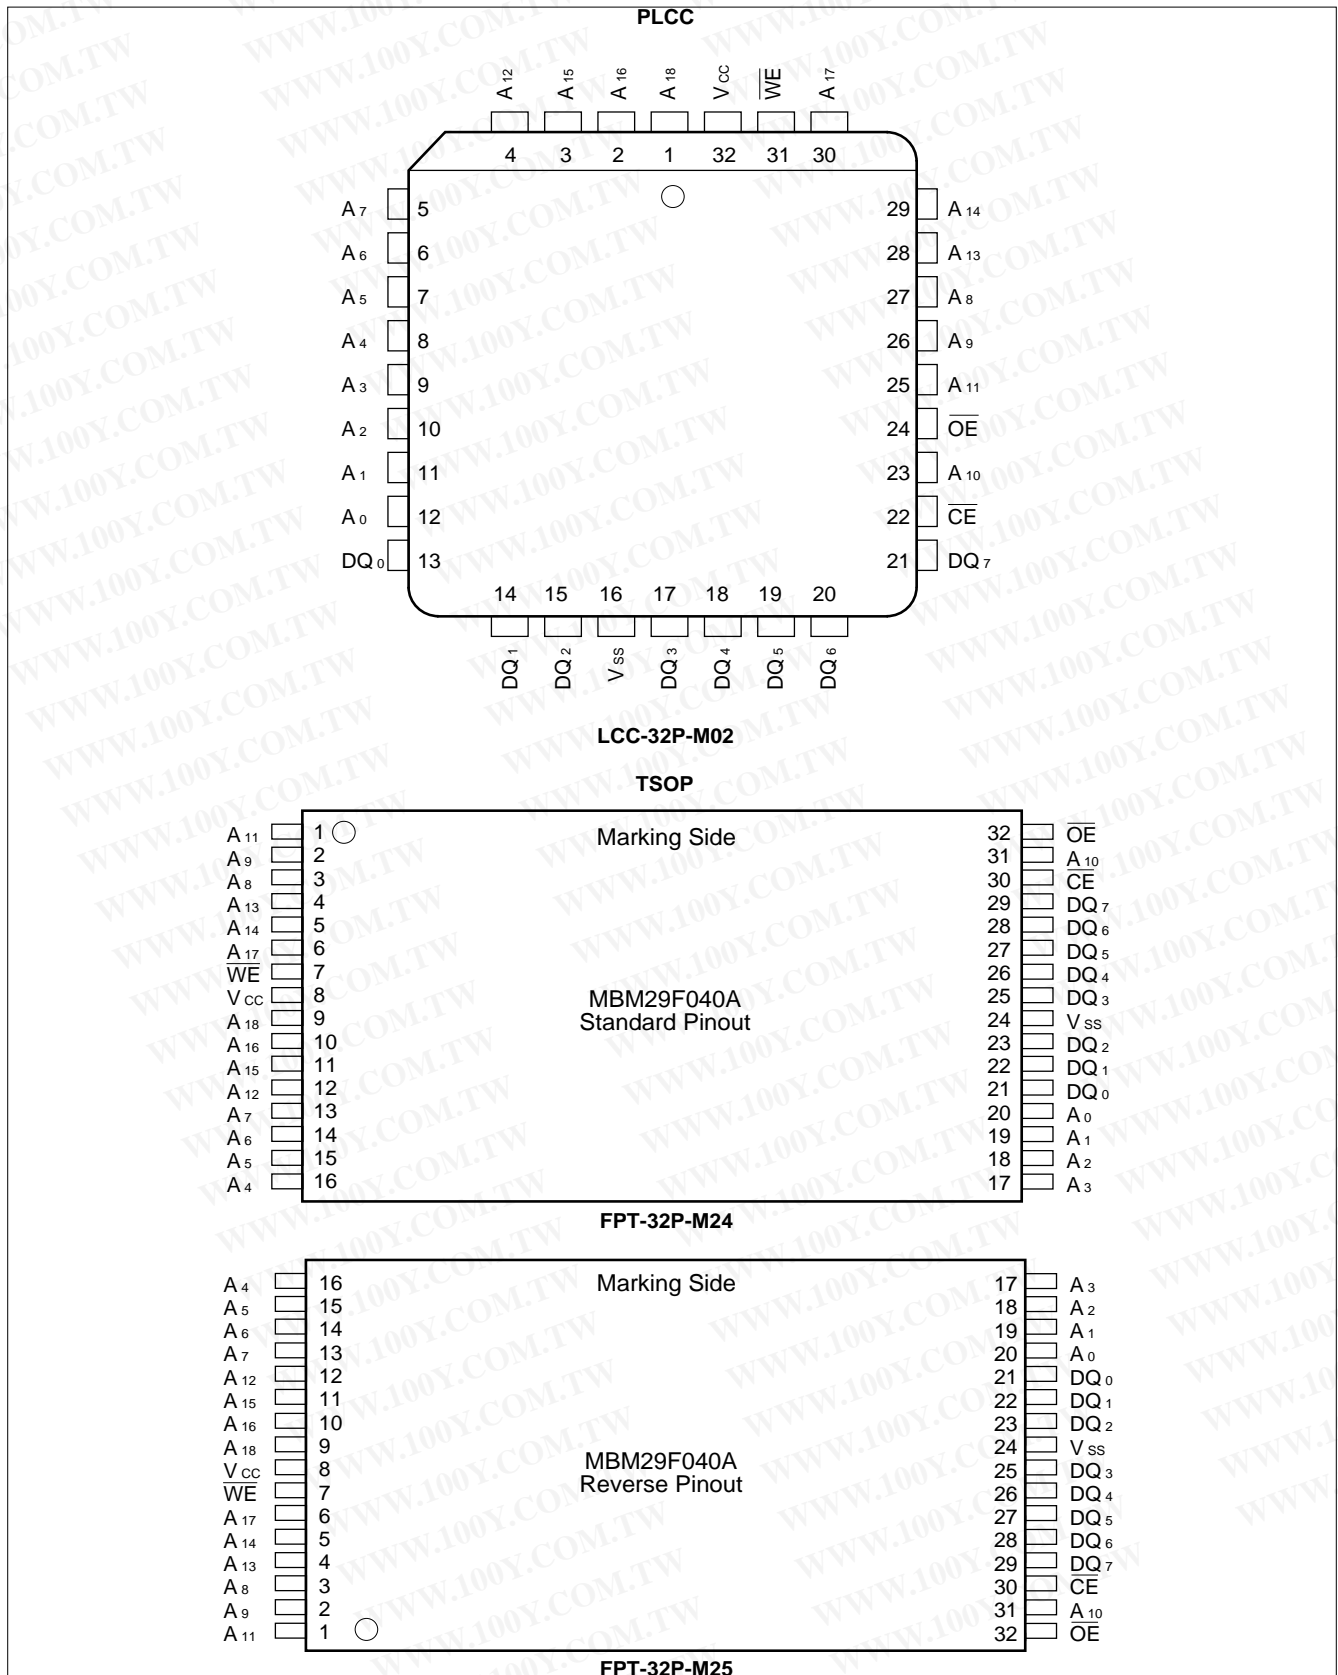 PLCC
A12 A15 A16 A18 VCC WE A17
4 3 2 1 32 31 30
A7 5 29 A14
A6 6 28 A13
A5 7 27 A8
A4 8 26 A9
A3 9 25 A11
A2 10 24 OE
A1 11 23 A10
A0 12 22 CE
DQ0 13 21 DQ7
14 15 16 17 18 19 20
DQ1 DQ2 VSS DQ3 DQ4 DQ5 DQ6
LCC-32P-M02
TSOP
A11 1 Marking Side 32 OE
A9 2 31 A10
A8 3 30 CE
A13 4 29 DQ7
A14 5 28 DQ6
A17 6 27 DQ5
WE 7 26 DQ4
VCC 8 MBM29F040A 25 DQ3
A18 9 Standard Pinout 24 VSS
A16 10 23 DQ2
A15 11 22 DQ1
A12 12 21 DQ0
A7 13 20 A0
A6 14 19 A1
A5 15 18 A2
A4 16 17 A3
FPT-32P-M24
A4 16 Marking Side 17 A3
A5 15 18 A2
A6 14 19 A1
A7 13 20 A0
A12 12 21 DQ0
A15 11 22 DQ1
A16 10 23 DQ2
A18 9 24 VSS
VCC 8 MBM29F040A 25 DQ3
WE 7 Reverse Pinout 26 DQ4
A17 6 27 DQ5
A14 5 28 DQ6
A13 4 29 DQ7
A8 3 30 CE
A9 2 31 A10
A11 1 32 OE
FPT-32P-M25
WWW.100Y.COM.TW